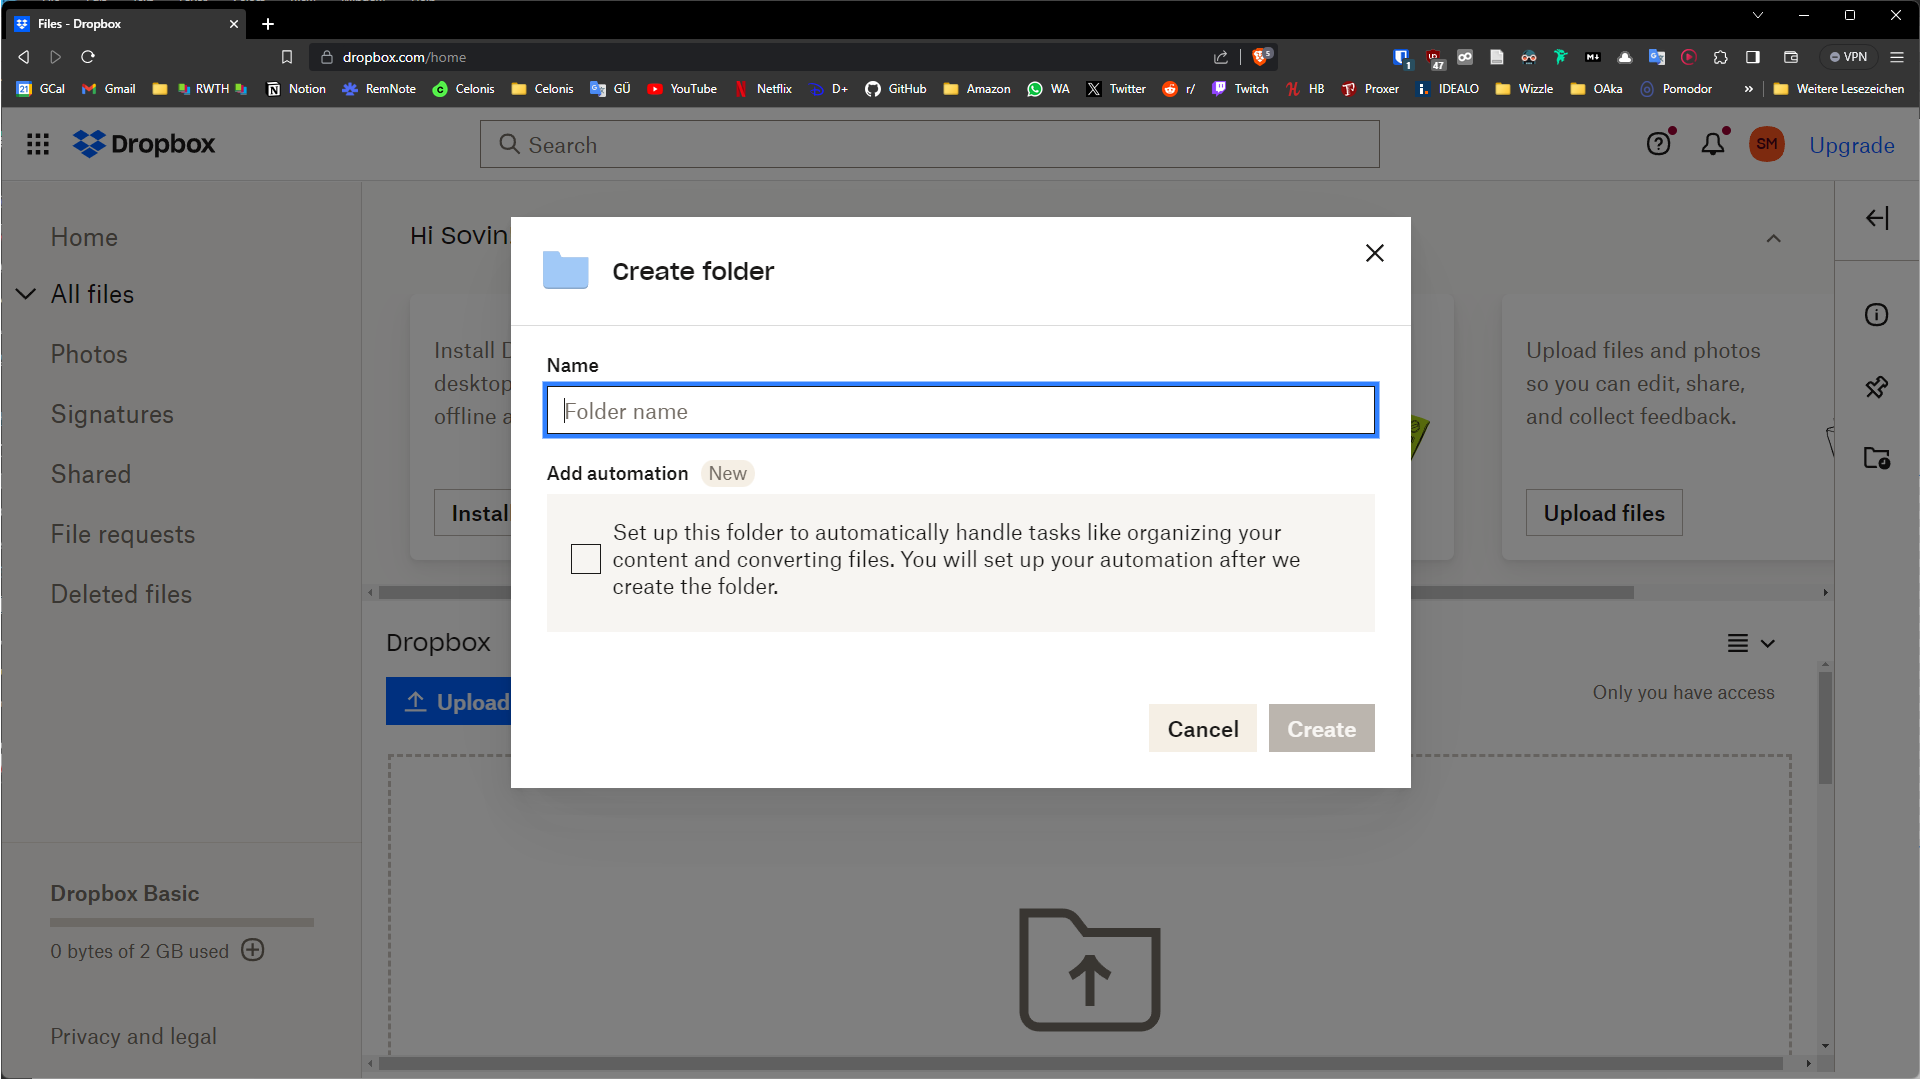 Files - Dropbox
dropbox.com/home
1
47
5
VPN
21 GCal
Gmail
RWTH
Notion
RemNote
Celonis
Celonis
GÜ
YouTube
Netflix
D+
GitHub
Amazon
WA
Twitter
r/
Twitch
HB
Proxer
IDEALO
Wizzle
OAka
Pomodor
»
Weitere Lesezeichen
Dropbox
Search
SM
Upgrade
Home
All files
Photos
Signatures
Shared
File requests
Deleted files
Dropbox Basic
0 bytes of 2 GB used
Privacy and legal
Hi Sovin
Install
desktop
offline a
Install
Create folder
Name
Folder name
Add automation New
Set up this folder to automatically handle tasks like organizing your
content and converting files. You will set up your automation after we
create the folder.
Cancel
Create
Upload files and photos
so you can edit, share,
and collect feedback.
Upload files
Dropbox
Upload
Only you have access